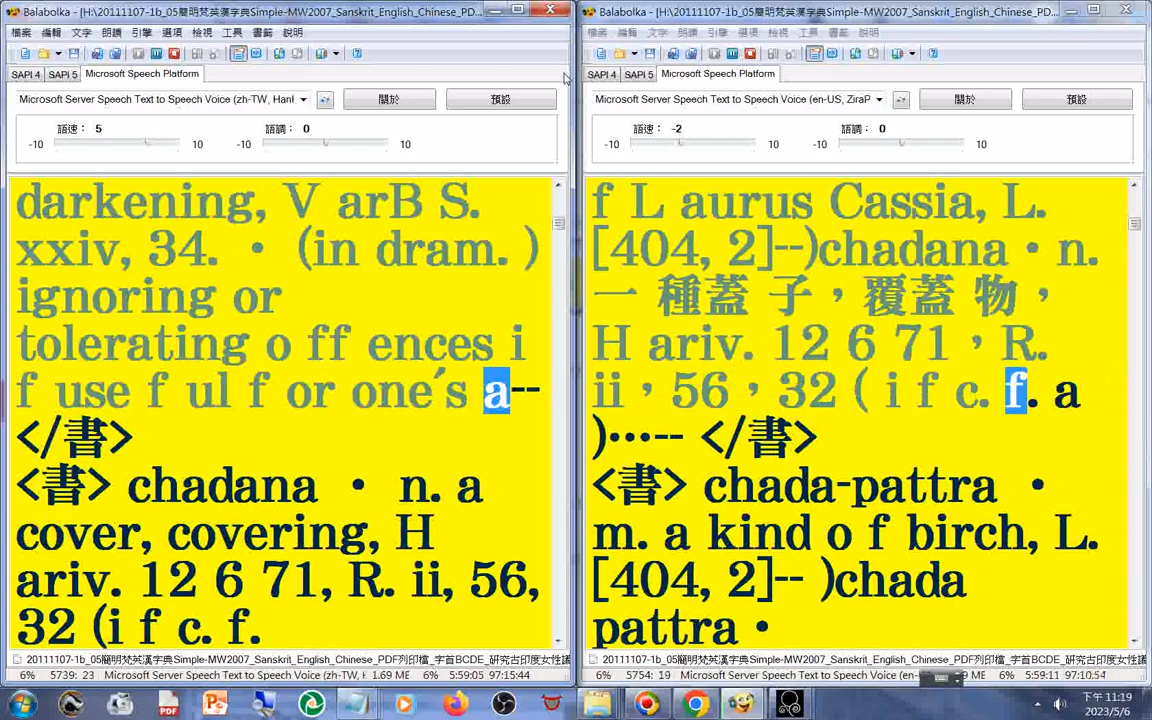 Balabolka - [H:\20111107-1b_05簡明梵英漢字典Simple-MW2007_Sanskrit_English_Chinese_PD...
檔案 編輯 文字 朗讀 引擎 選項 檢視 工具 書籤 說明
SAPI 4 SAPI 5 Microsoft Speech Platform
Microsoft Server Speech Text to Speech Voice (zh-TW, Hanl
關於 預設
語速： 5 語調： 0
-10 10 -10 10
darkening, V arB S.
xxiv, 34. • (in dram. )
ignoring or
tolerating o ff ences i
f use f ul f or one′s a--
</書>
<書> chadana • n. a
cover, covering, H
ariv. 12 6 71, R. ii, 56,
32 (i f c. f.
20111107-1b_05簡明梵英漢字典Simple-MW2007_Sanskrit_English_Chinese_PDF列印檔_字首BCDE_研究古印度女性議
6% 5739: 23 Microsoft Server Speech Text to Speech Voice (zh-TW, H 1.69 MB 6% 5:59:05 97:15:44
Balabolka - [H:\20111107-1b_05簡明梵英漢字典Simple-MW2007_Sanskrit_English_Chinese_PD...
檔案 編輯 文字 朗讀 引擎 選項 檢視 工具 書籤 說明
SAPI 4 SAPI 5 Microsoft Speech Platform
Microsoft Server Speech Text to Speech Voice (en-US, ZiraP
關於 預設
語速： -2 語調： 0
-10 10 -10 10
f L aurus Cassia, L.
[404, 2]--)chadana • n.
一 種蓋 子，覆蓋 物，
H ariv. 12 6 71，R.
ii，56，32 ( i f c. f. a
)…-- </書>
<書> chada-pattra •
m. a kind o f birch, L.
[404, 2]-- )chada
pattra •
20111107-1b_05簡明梵英漢字典Simple-MW2007_Sanskrit_English_Chinese_PDF列印檔_字首BCDE_研究古印度女性議
6% 5754: 19 Microsoft Server Speech Text to Speech Voice (en- 9 MB 6% 5:59:11 97:10:54
下午 11:19
2023/5/6